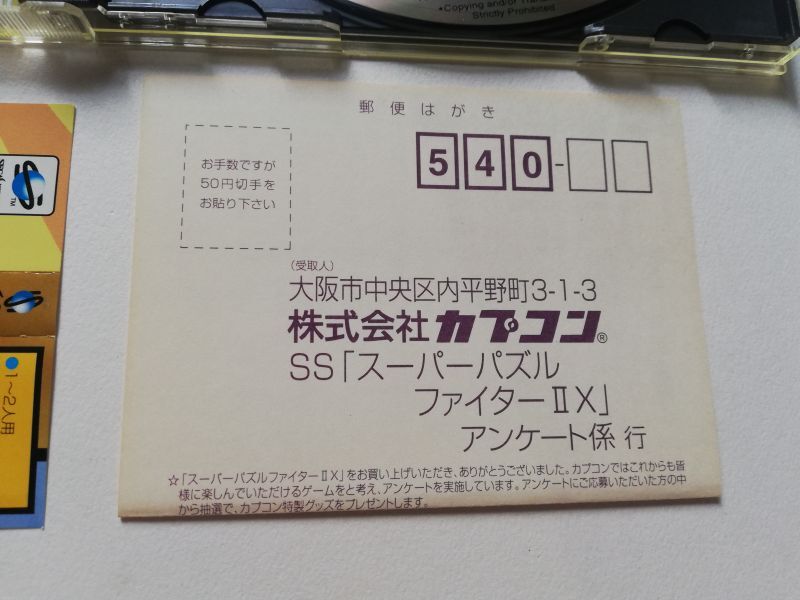 •Copying and/or Trans
Strictly Prohibited
郵便はがき
お手数ですが
50円切手を
お貼り下さい
540-
(受取人)
大阪市中央区内平野町3-1-3
株式会社カプコン®
SS「スーパーパズル
ファイターⅡX」
アンケート係 行
☆「スーパーパズルファイターⅡX」をお買い上げいただき、ありがとうございました。カプコンではこれからも皆
様に楽しんでいただけるゲームをと考え、アンケートを実施しています。アンケートにご応募いただいた方の中
から抽選で、カプコン特製グッズをプレゼントします。
TM
●1〜2人用